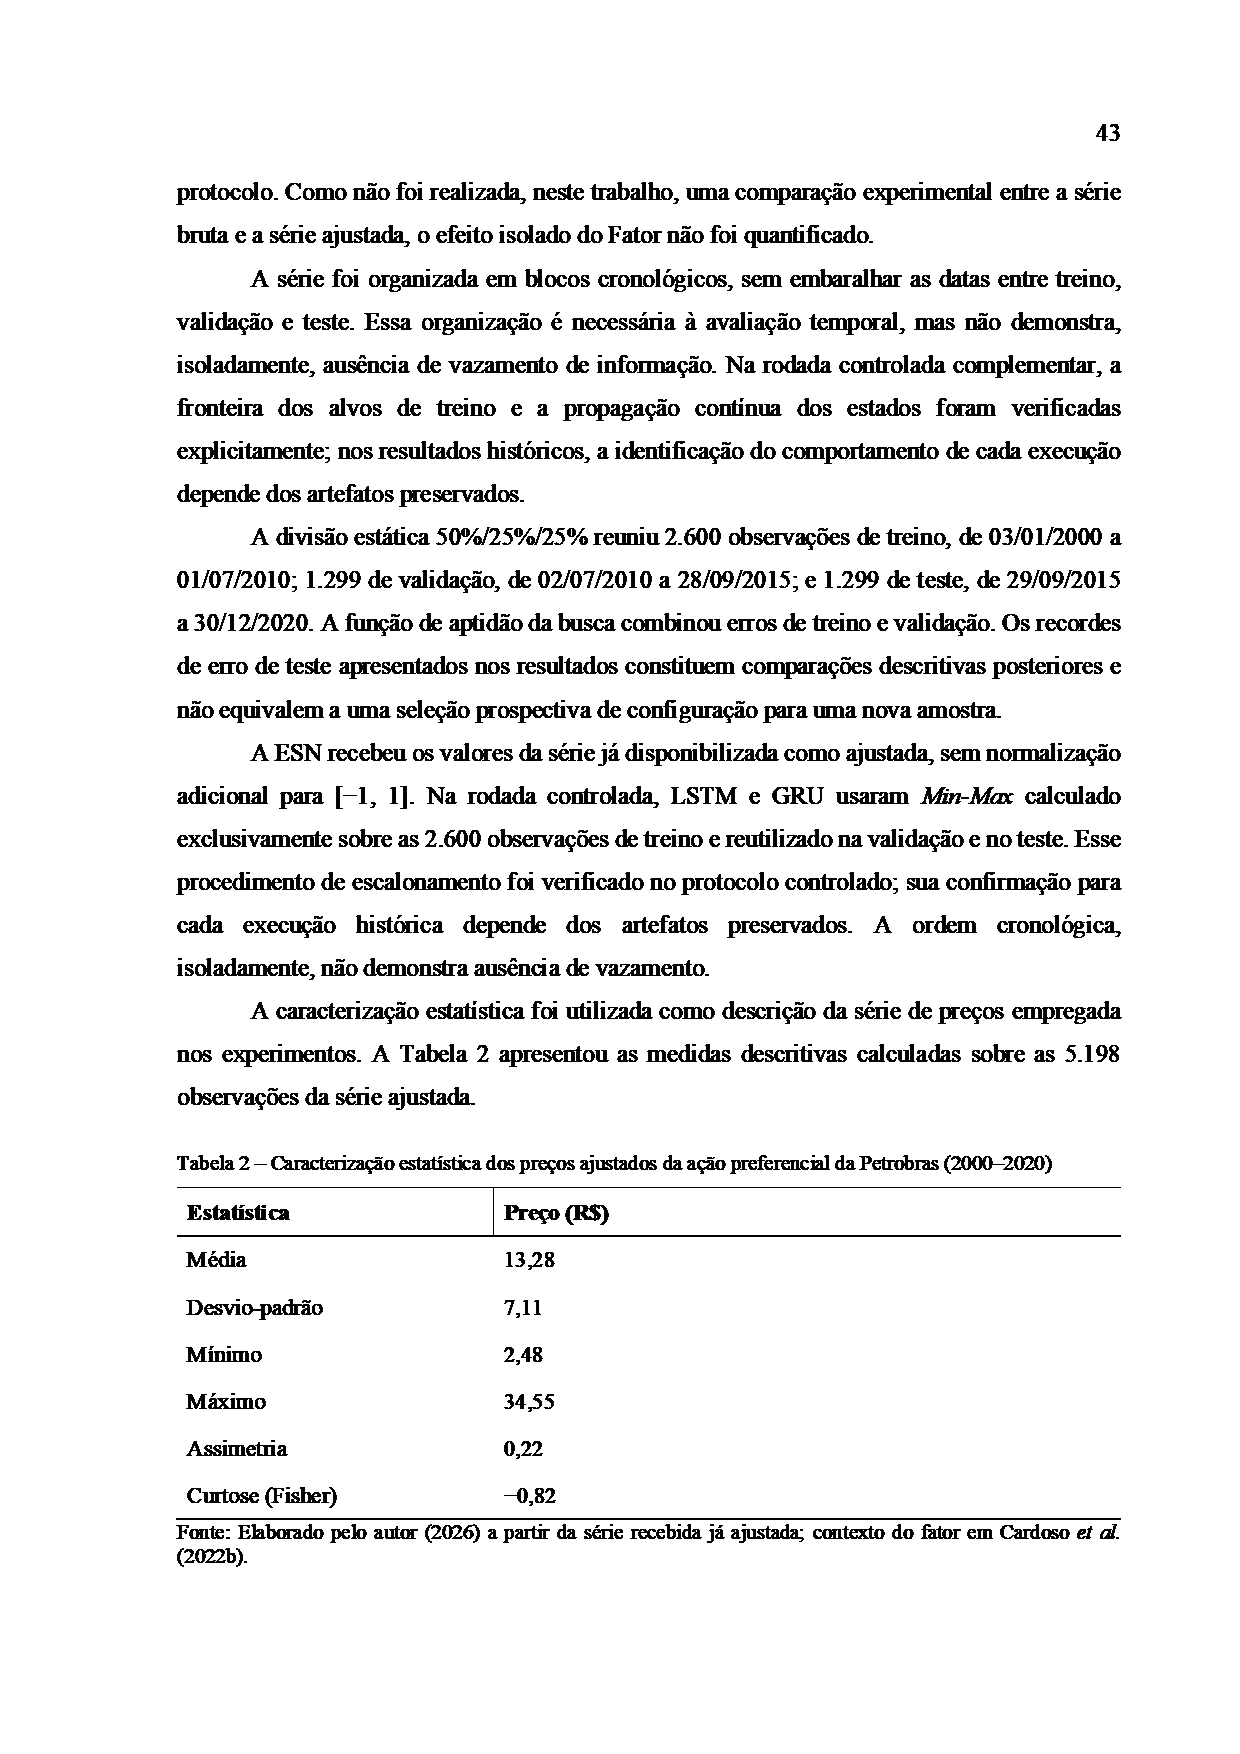 43
protocolo. Como não foi realizada, neste trabalho, uma comparação experimental entre a série
bruta e a série ajustada, o efeito isolado do Fator não foi quantificado.
A série foi organizada em blocos cronológicos, sem embaralhar as datas entre treino,
validação e teste. Essa organização é necessária à avaliação temporal, mas não demonstra,
isoladamente, ausência de vazamento de informação. Na rodada controlada complementar, a
fronteira dos alvos de treino e a propagação contínua dos estados foram verificadas
explicitamente; nos resultados históricos, a identificação do comportamento de cada execução
depende dos artefatos preservados.
A divisão estática 50%/25%/25% reuniu 2.600 observações de treino, de 03/01/2000 a
01/07/2010; 1.299 de validação, de 02/07/2010 a 28/09/2015; e 1.299 de teste, de 29/09/2015
a 30/12/2020. A função de aptidão da busca combinou erros de treino e validação. Os recordes
de erro de teste apresentados nos resultados constituem comparações descritivas posteriores e
não equivalem a uma seleção prospectiva de configuração para uma nova amostra.
A ESN recebeu os valores da série já disponibilizada como ajustada, sem normalização
adicional para [−1, 1]. Na rodada controlada, LSTM e GRU usaram Min-Max calculado
exclusivamente sobre as 2.600 observações de treino e reutilizado na validação e no teste. Esse
procedimento de escalonamento foi verificado no protocolo controlado; sua confirmação para
cada execução histórica depende dos artefatos preservados. A ordem cronológica,
isoladamente, não demonstra ausência de vazamento.
A caracterização estatística foi utilizada como descrição da série de preços empregada
nos experimentos. A Tabela 2 apresentou as medidas descritivas calculadas sobre as 5.198
observações da série ajustada.
Tabela 2 – Caracterização estatística dos preços ajustados da ação preferencial da Petrobras (2000–2020)
Estatística Preço (R$)
Média 13,28
Desvio-padrão 7,11
Mínimo 2,48
Máximo 34,55
Assimetria 0,22
Curtose (Fisher) −0,82
Fonte: Elaborado pelo autor (2026) a partir da série recebida já ajustada; contexto do fator em Cardoso et al.
(2022b).